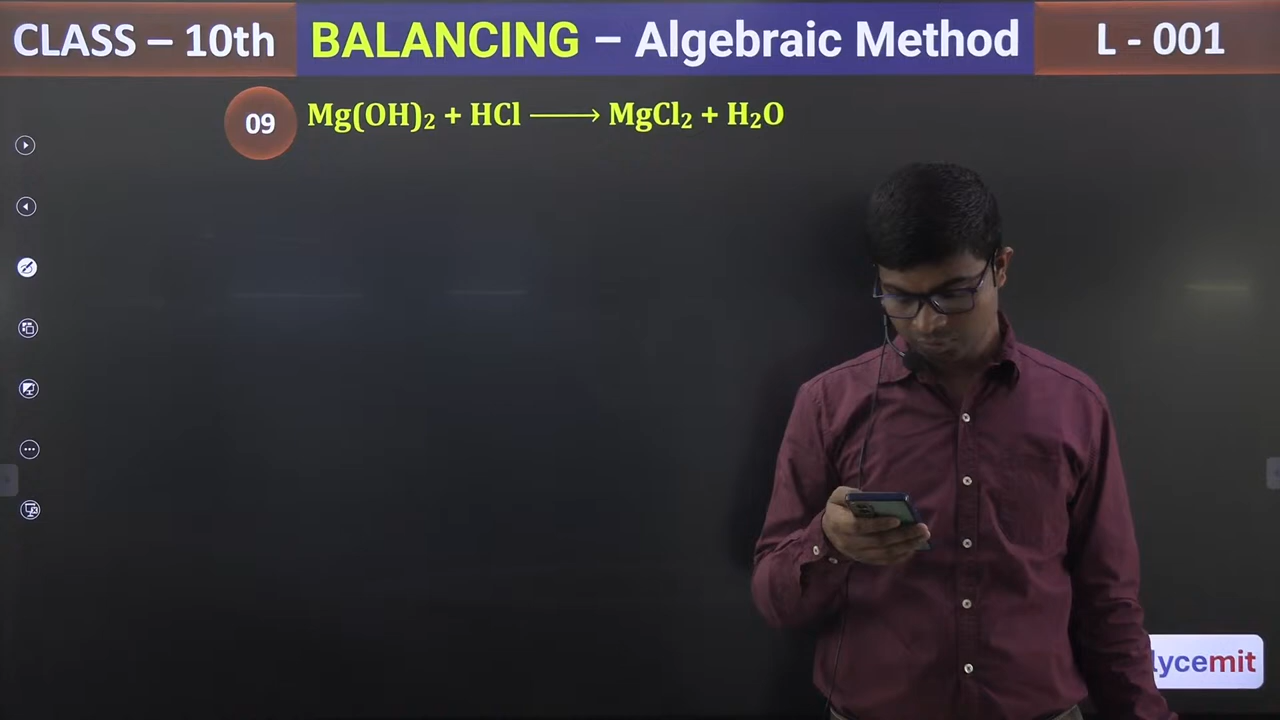 CLASS – 10th BALANCING – Algebraic Method L - 001
09 Mg(OH)₂ + HCl ⟶ MgCl₂ + H₂O
lycemit